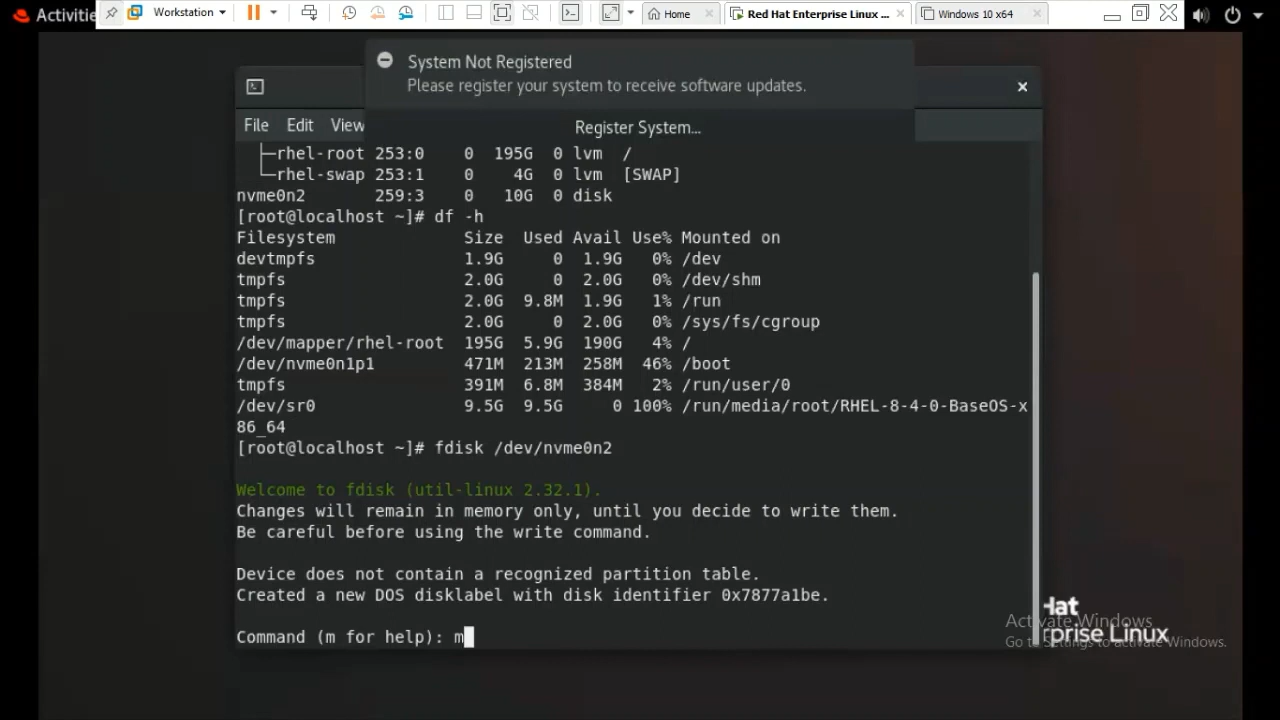 Activities
Workstation
Home
Red Hat Enterprise Linux ...
Windows 10 x64
System Not Registered
Please register your system to receive software updates.
Register System...
File Edit View
├─rhel-root 253:0 0 195G 0 lvm /
└─rhel-swap 253:1 0 4G 0 lvm [SWAP]
nvme0n2 259:3 0 10G 0 disk
[root@localhost ~]# df -h
Filesystem Size Used Avail Use% Mounted on
devtmpfs 1.9G 0 1.9G 0% /dev
tmpfs 2.0G 0 2.0G 0% /dev/shm
tmpfs 2.0G 9.8M 1.9G 1% /run
tmpfs 2.0G 0 2.0G 0% /sys/fs/cgroup
/dev/mapper/rhel-root 195G 5.9G 190G 4% /
/dev/nvme0n1p1 471M 213M 258M 46% /boot
tmpfs 391M 6.8M 384M 2% /run/user/0
/dev/sr0 9.5G 9.5G 0 100% /run/media/root/RHEL-8-4-0-BaseOS-x
86_64
[root@localhost ~]# fdisk /dev/nvme0n2
Welcome to fdisk (util-linux 2.32.1).
Changes will remain in memory only, until you decide to write them.
Be careful before using the write command.
Device does not contain a recognized partition table.
Created a new DOS disklabel with disk identifier 0x7877a1be.
Command (m for help): m
Hat
rprise Linux
Activate Windows
Go to Settings to activate Windows.